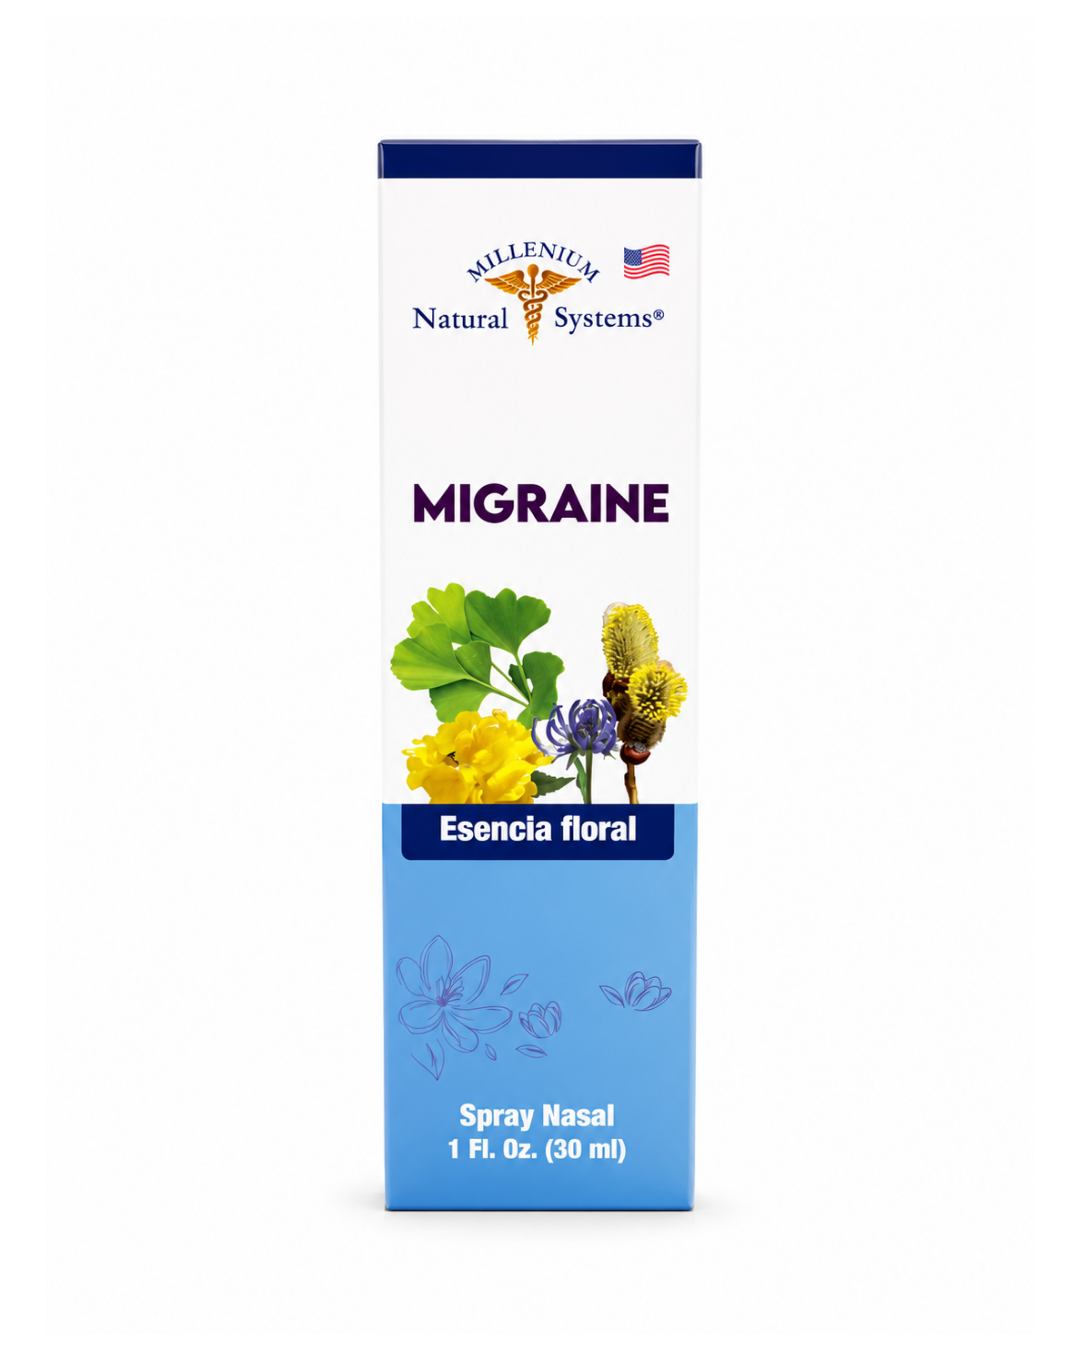 MILLENIUM
Natural Systems®
MIGRAINE
Esencia floral
Spray Nasal
1 Fl. Oz. (30 ml)